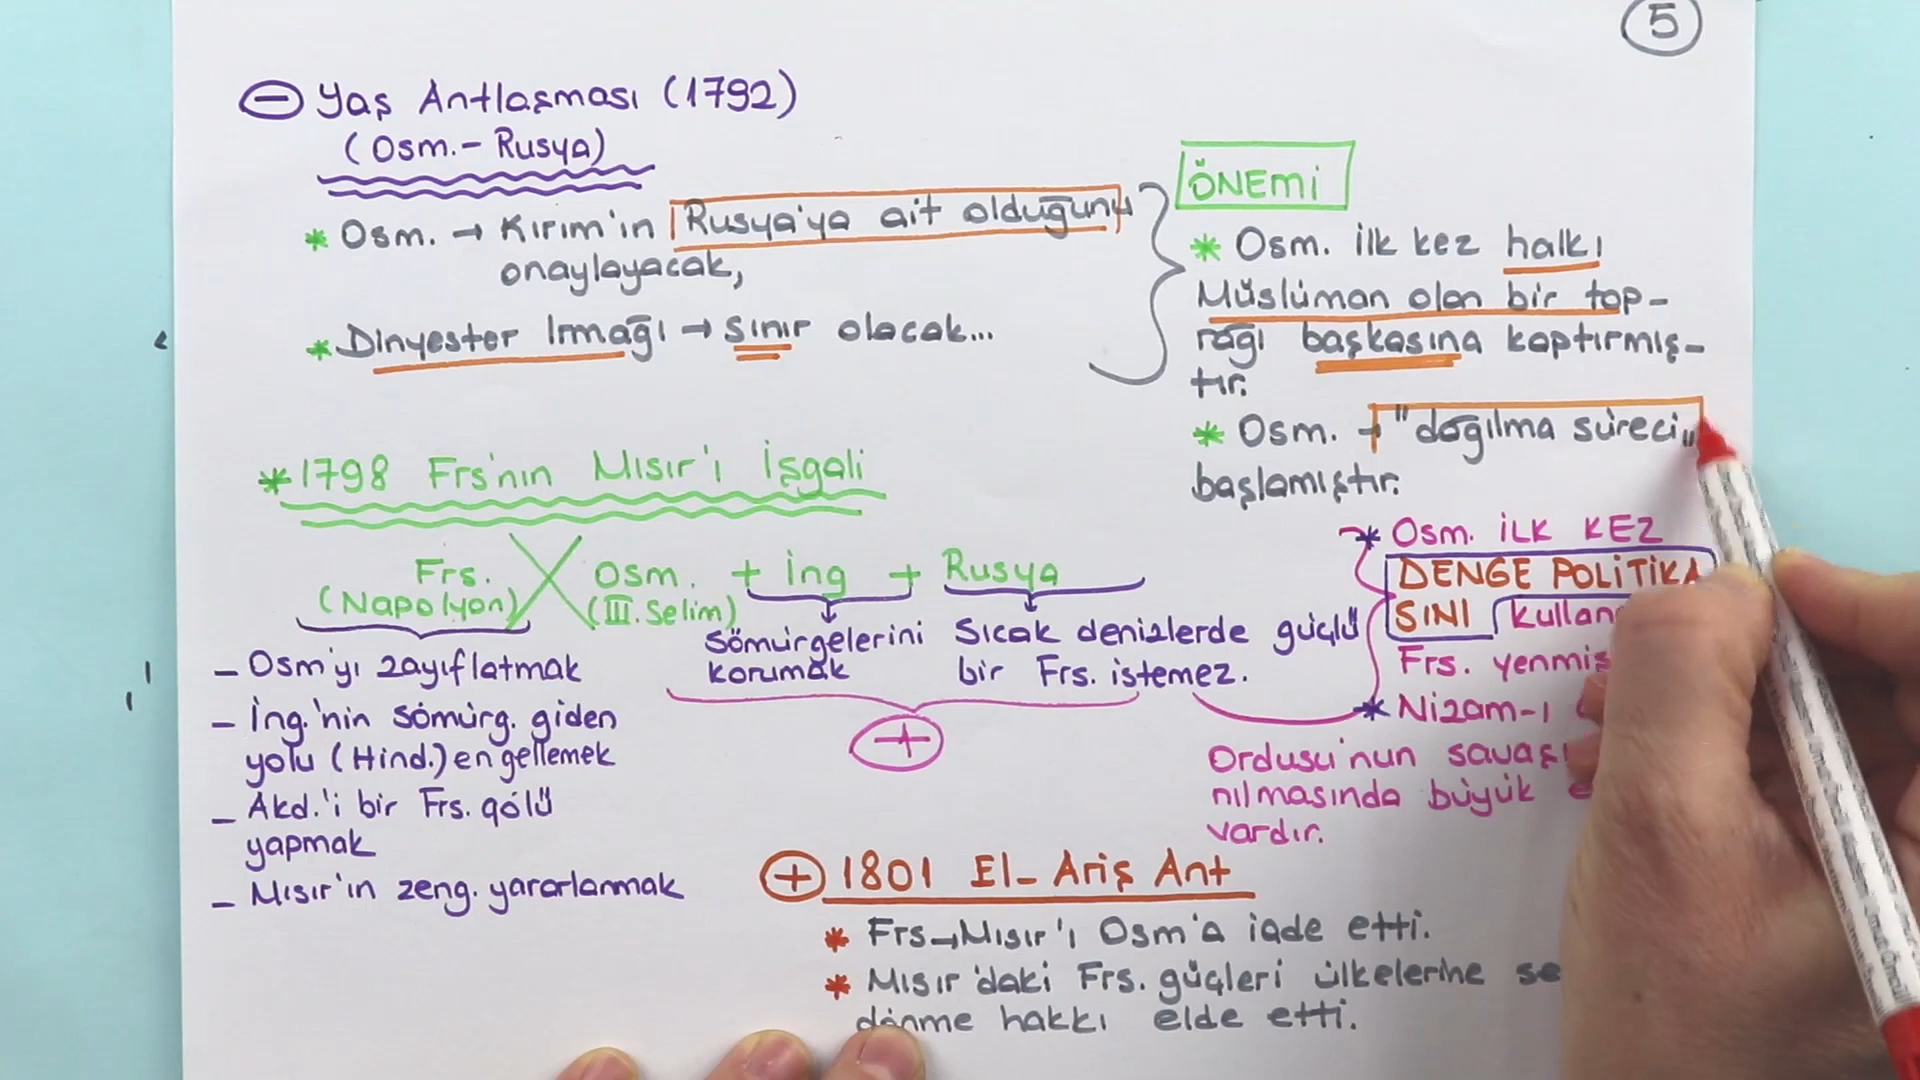 5
Yaş Antlaşması (1792)
(Osm.- Rusya)
* Osm. → Kırım'ın Rusya'ya ait olduğunu
onaylayacak,
* Dinyester Irmağı → sınır olacak...
ÖNEMİ
* Osm. ilk kez halkı
Müslüman olan bir top-
rağı başkasına kaptırmış-
tır.
* Osm. → "dağılma süreci"
başlamıştır.
* 1798 Frs'nın Mısır'ı İşgali
Frs. X Osm. + İng + Rusya
(Napolyon) (III. Selim)
- Osm'yı zayıflatmak
- İng.'nin sömürg. giden
yolu (Hind.) engellemek
- Akd.'i bir Frs. gölü
yapmak
- Mısır'ın zeng. yararlanmak
sömürgelerini
korumak
Sıcak denizlerde güçlü
bir Frs. istemez.
+
* Osm. İLK KEZ
DENGE POLİTİKA
SINI
Frs.
* Nizam-ı
Ordusu'nun
nılmasında büyük
vardır.
+ 1801 El-Ariş Ant
* Frs→Mısır'ı Osm'a iade etti.
* Mısır'daki Frs. güçleri ülkelerine
dönme hakkı elde etti.